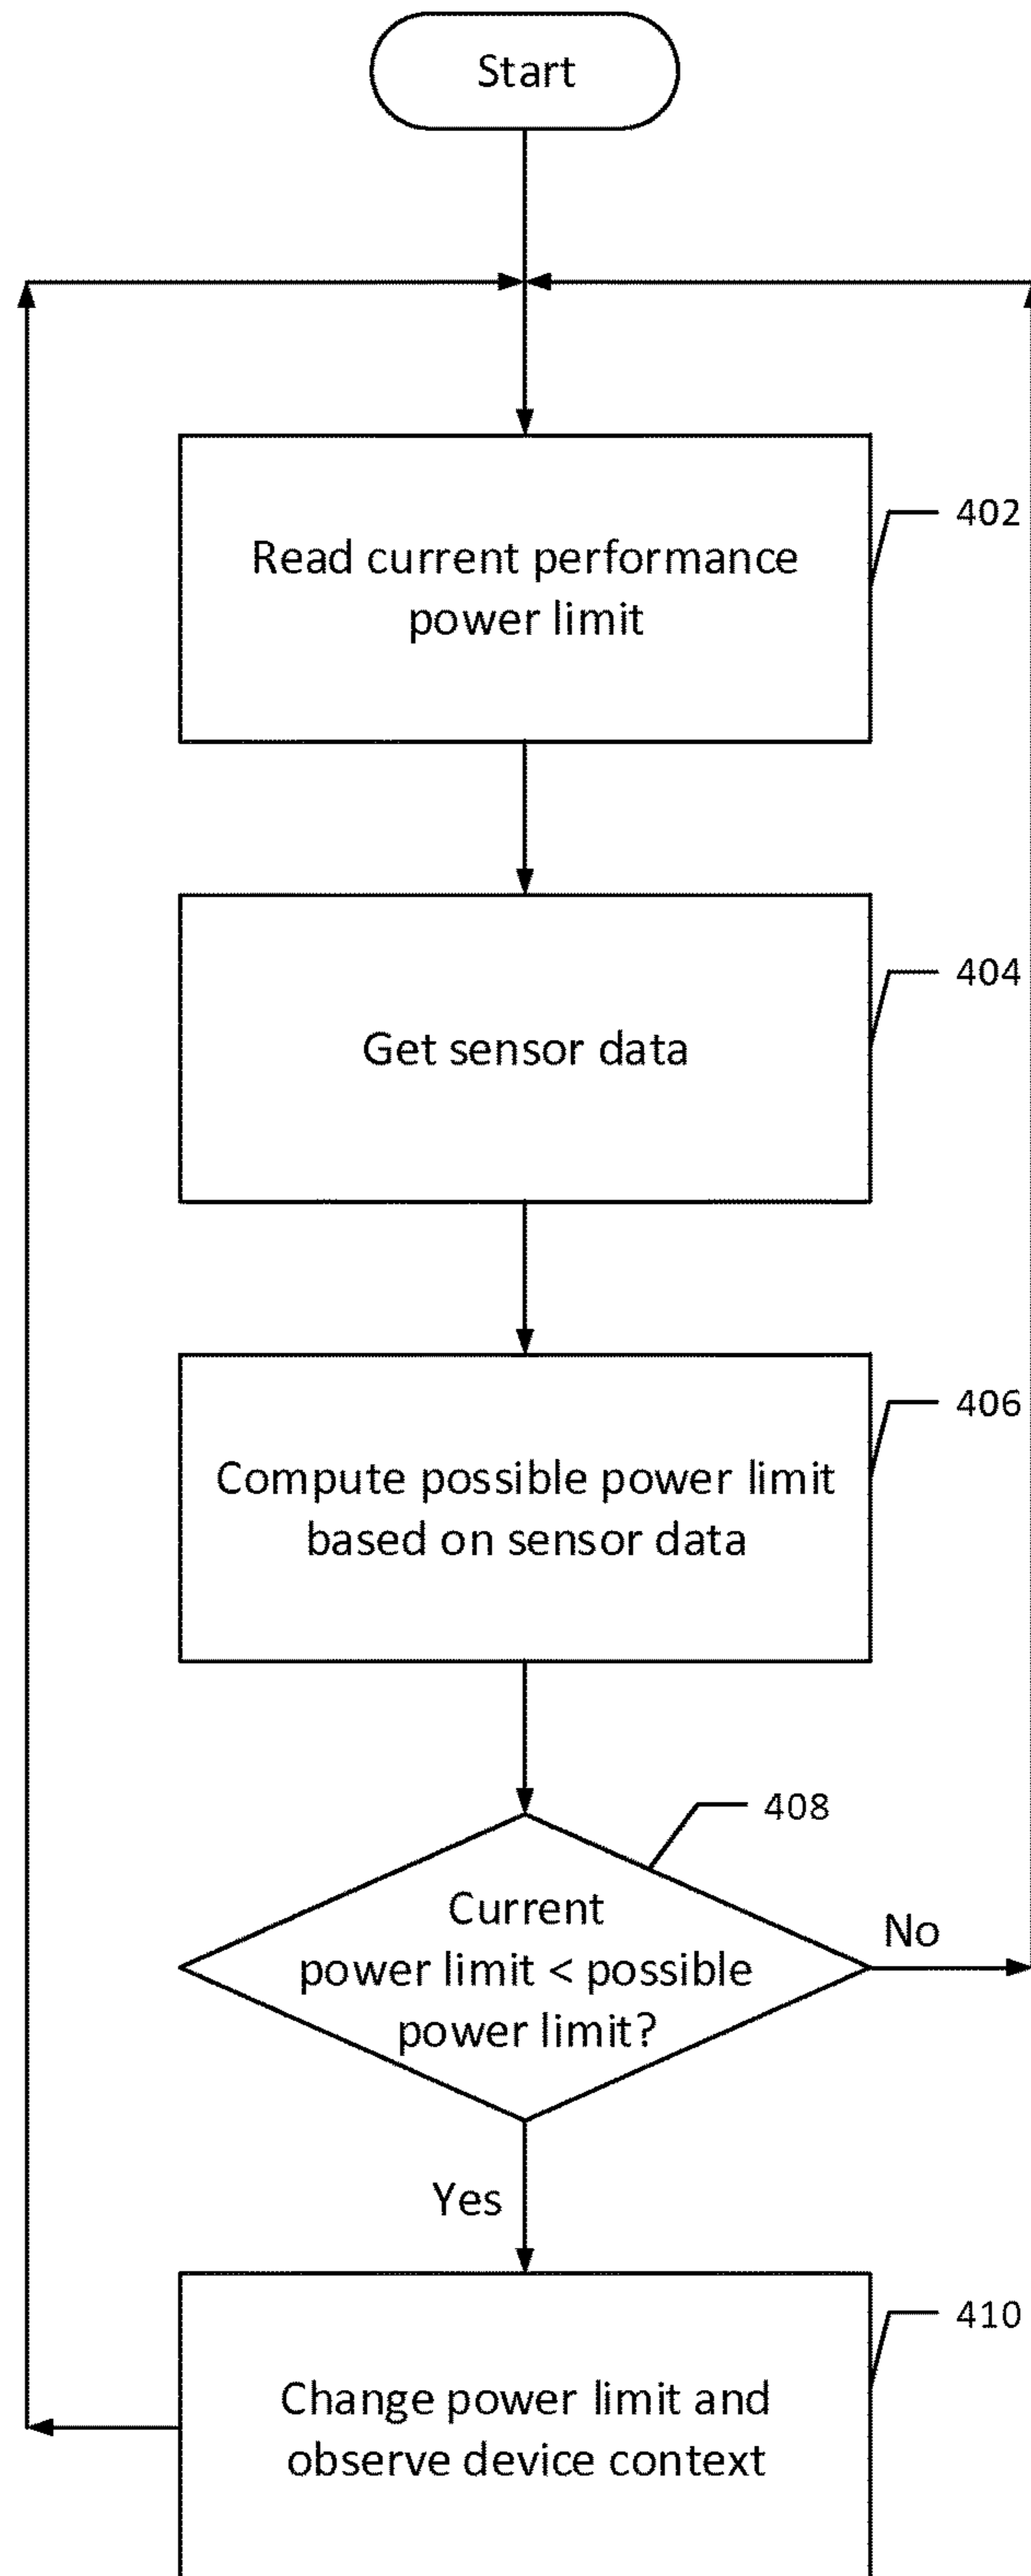 Start
Read current performance
power limit
402
Get sensor data
404
Compute possible power limit
based on sensor data
406
Current
power limit < possible
power limit?
408
No
Yes
Change power limit and
observe device context
410